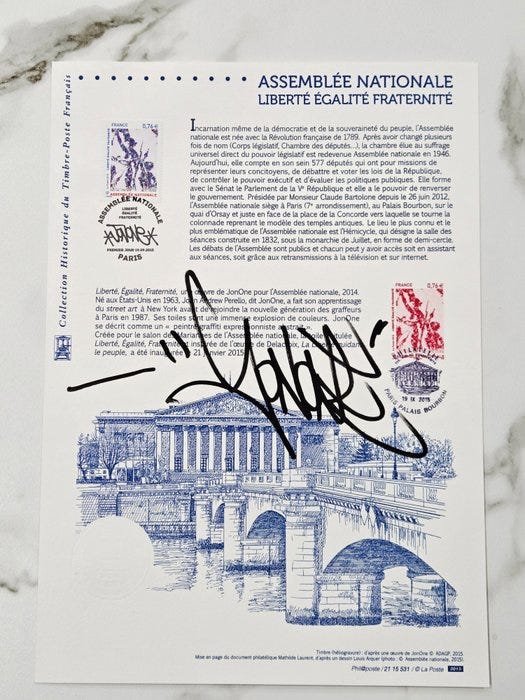 Collection Historique du Timbre-Poste Français
ASSEMBLÉE NATIONALE
LIBERTÉ ÉGALITÉ FRATERNITÉ
FRANCE 0,76 €
ASSEMBLÉE NATIONALE
ASSEMBLÉE NATIONALE
LIBERTÉ
ÉGALITÉ
FRATERNITÉ
PARIS
Incarnation même de la démocratie et de la souveraineté du peuple, l'Assemblée
nationale est née avec la Révolution française de 1789. Après avoir changé plusieurs
fois de nom (Corps législatif, Chambre des députés...), la chambre élue au suffrage
universel direct du pouvoir législatif est redevenue Assemblée nationale en 1946.
Aujourd'hui, elle compte en son sein 577 députés qui ont pour missions de
représenter leurs concitoyens, de débattre et voter les lois de la République,
de contrôler le pouvoir exécutif et d'évaluer les politiques publiques. Elle forme
avec le Sénat le Parlement de la Ve République et elle a le pouvoir de renverser
le gouvernement. Présidée par Monsieur Claude Bartolone depuis le 26 juin 2012,
l'Assemblée nationale siège à Paris (7e arrondissement), au Palais Bourbon, sur le
quai d'Orsay et juste en face de la place de la Concorde vers laquelle se tourne la
colonnade reprenant le modèle des temples antiques. Le lieu le plus connu et le
plus emblématique de l'Assemblée nationale est l'Hémicycle, qui désigne la salle des
séances construite en 1832, sous la monarchie de Juillet, en forme de demi-cercle.
Les débats de l'Assemblée sont publics et chacun peut y avoir accès soit en assistant
aux séances, soit grâce aux retransmissions à la télévision et sur internet.
Liberté, Égalité, Fraternité, une œuvre de JonOne pour l'Assemblée nationale, 2014.
Né aux États-Unis en 1963, John Andrew Perello, dit JonOne, a fait son apprentissage
du street art à New York avant de rejoindre la nouvelle génération de graffeurs
à Paris en 1987. Ses toiles sont une immense explosion de couleurs. JonOne
se décrit comme un « peintre graffiti expressionniste abstrait ».
Créée pour le salon des Mariannes de l'Assemblée nationale, la toile intitulée
Liberté, Égalité, Fraternité, inspirée de l'œuvre de Delacroix, La Liberté guidant
le peuple, a été inaugurée le 21 janvier 2015.
FRANCE 0,76 €
19 IX 2015
PARIS PALAIS BOURBON
"JonOne"
Timbre (héliogravure) : d'après une œuvre de JonOne © ADAGP, 2015
Mise en page du document philatélique Mathilde Laurent, d'après un dessin Louis Arquer (photo : © Assemblée nationale, 2015).
Phil@poste / 21 15 531 / © La Poste 2015